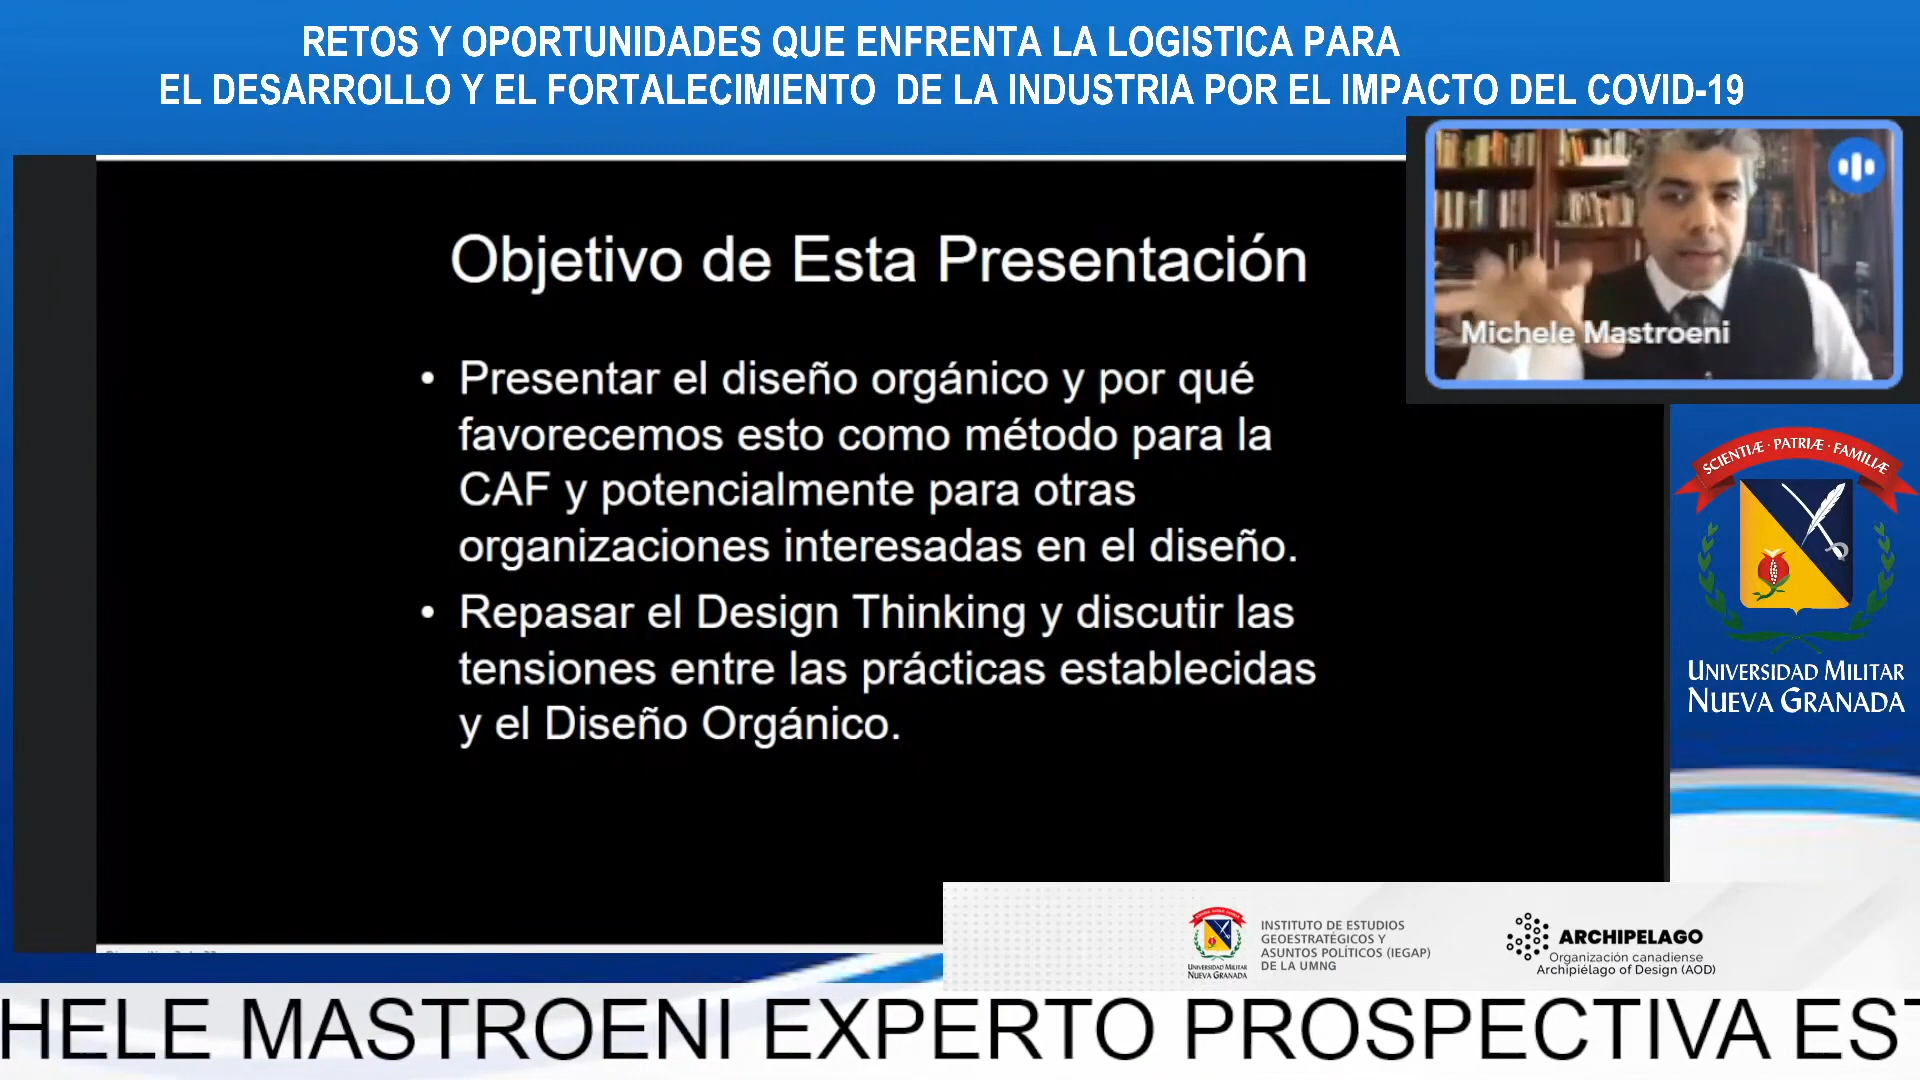 RETOS Y OPORTUNIDADES QUE ENFRENTA LA LOGISTICA PARA
EL DESARROLLO Y EL FORTALECIMIENTO DE LA INDUSTRIA POR EL IMPACTO DEL COVID-19
Objetivo de Esta Presentación
• Presentar el diseño orgánico y por qué
favorecemos esto como método para la
CAF y potencialmente para otras
organizaciones interesadas en el diseño.
• Repasar el Design Thinking y discutir las
tensiones entre las prácticas establecidas
y el Diseño Orgánico.
Michele Mastroeni
SCIENTIÆ · PATRIÆ · FAMILIÆ
UNIVERSIDAD MILITAR
NUEVA GRANADA
UNIVERSIDAD MILITAR
NUEVA GRANADA
INSTITUTO DE ESTUDIOS
GEOESTRATÉGICOS Y
ASUNTOS POLÍTICOS (IEGAP)
DE LA UMNG
ARCHIPELAGO
Organización canadiense
Archipiélago of Design (AOD)
HELE MASTROENI EXPERTO PROSPECTIVA EST